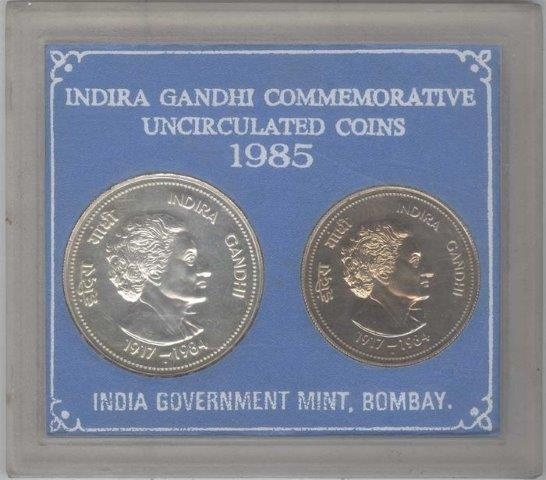 INDIRA GANDHI COMMEMORATIVE
UNCIRCULATED COINS
1985
इंदिरा गांधी
INDIRA GANDHI
1917–1984
इंदिरा गांधी
INDIRA GANDHI
1917–1984
INDIA GOVERNMENT MINT, BOMBAY.